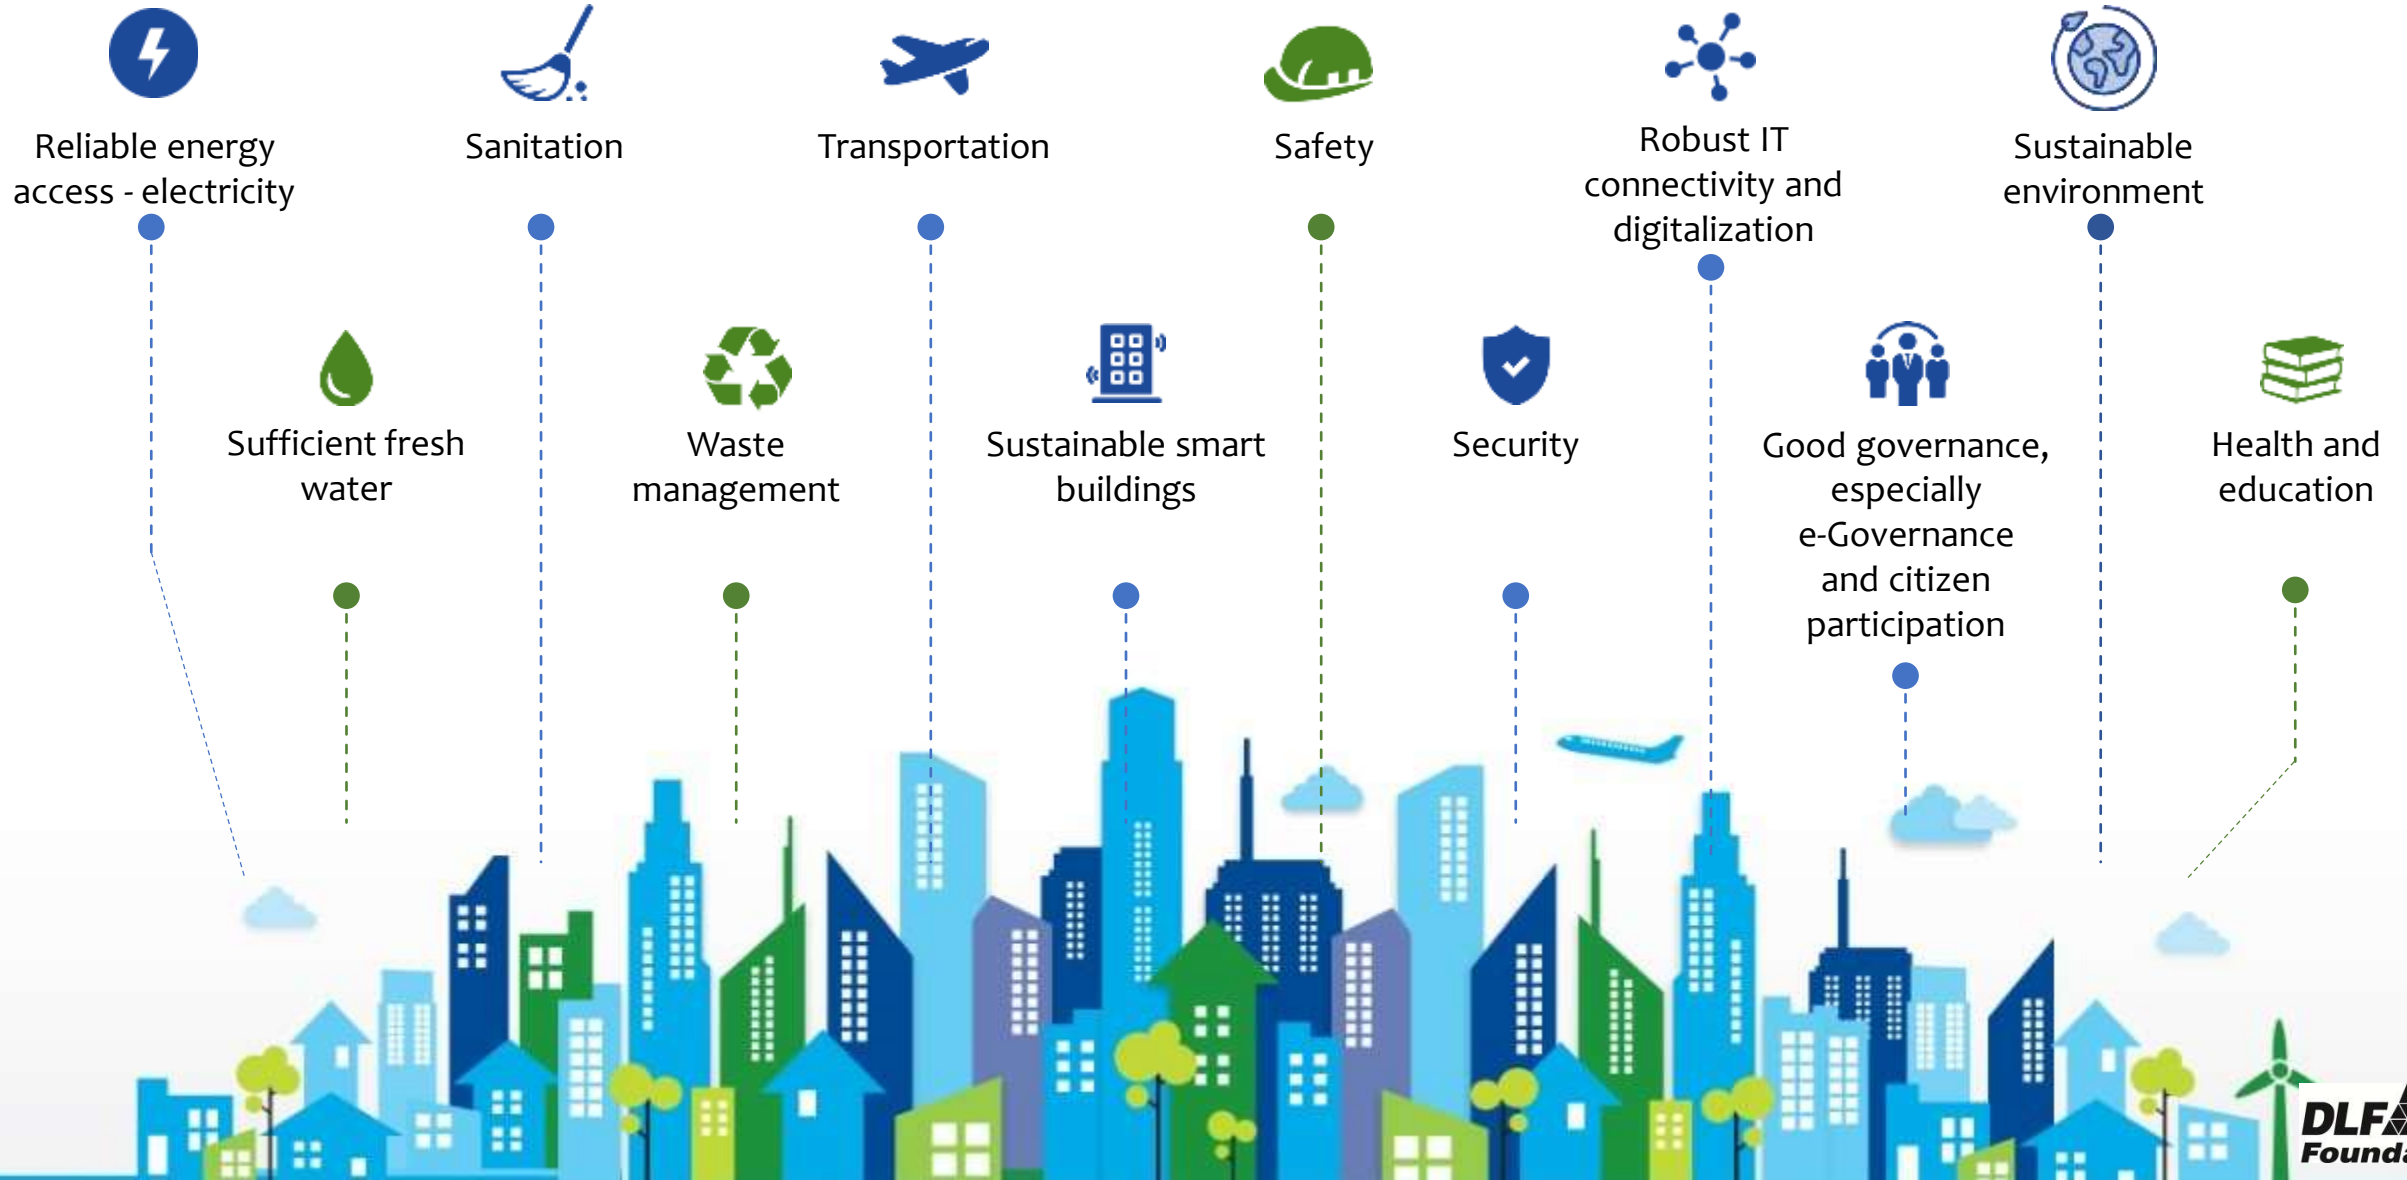 Reliable energy
access - electricity
Sanitation
Transportation
Safety
Robust IT
connectivity and
digitalization
Sustainable
environment
Sufficient fresh
water
Waste
management
Sustainable smart
buildings
Security
Good governance,
especially
e-Governance
and citizen
participation
Health and
education
DLF